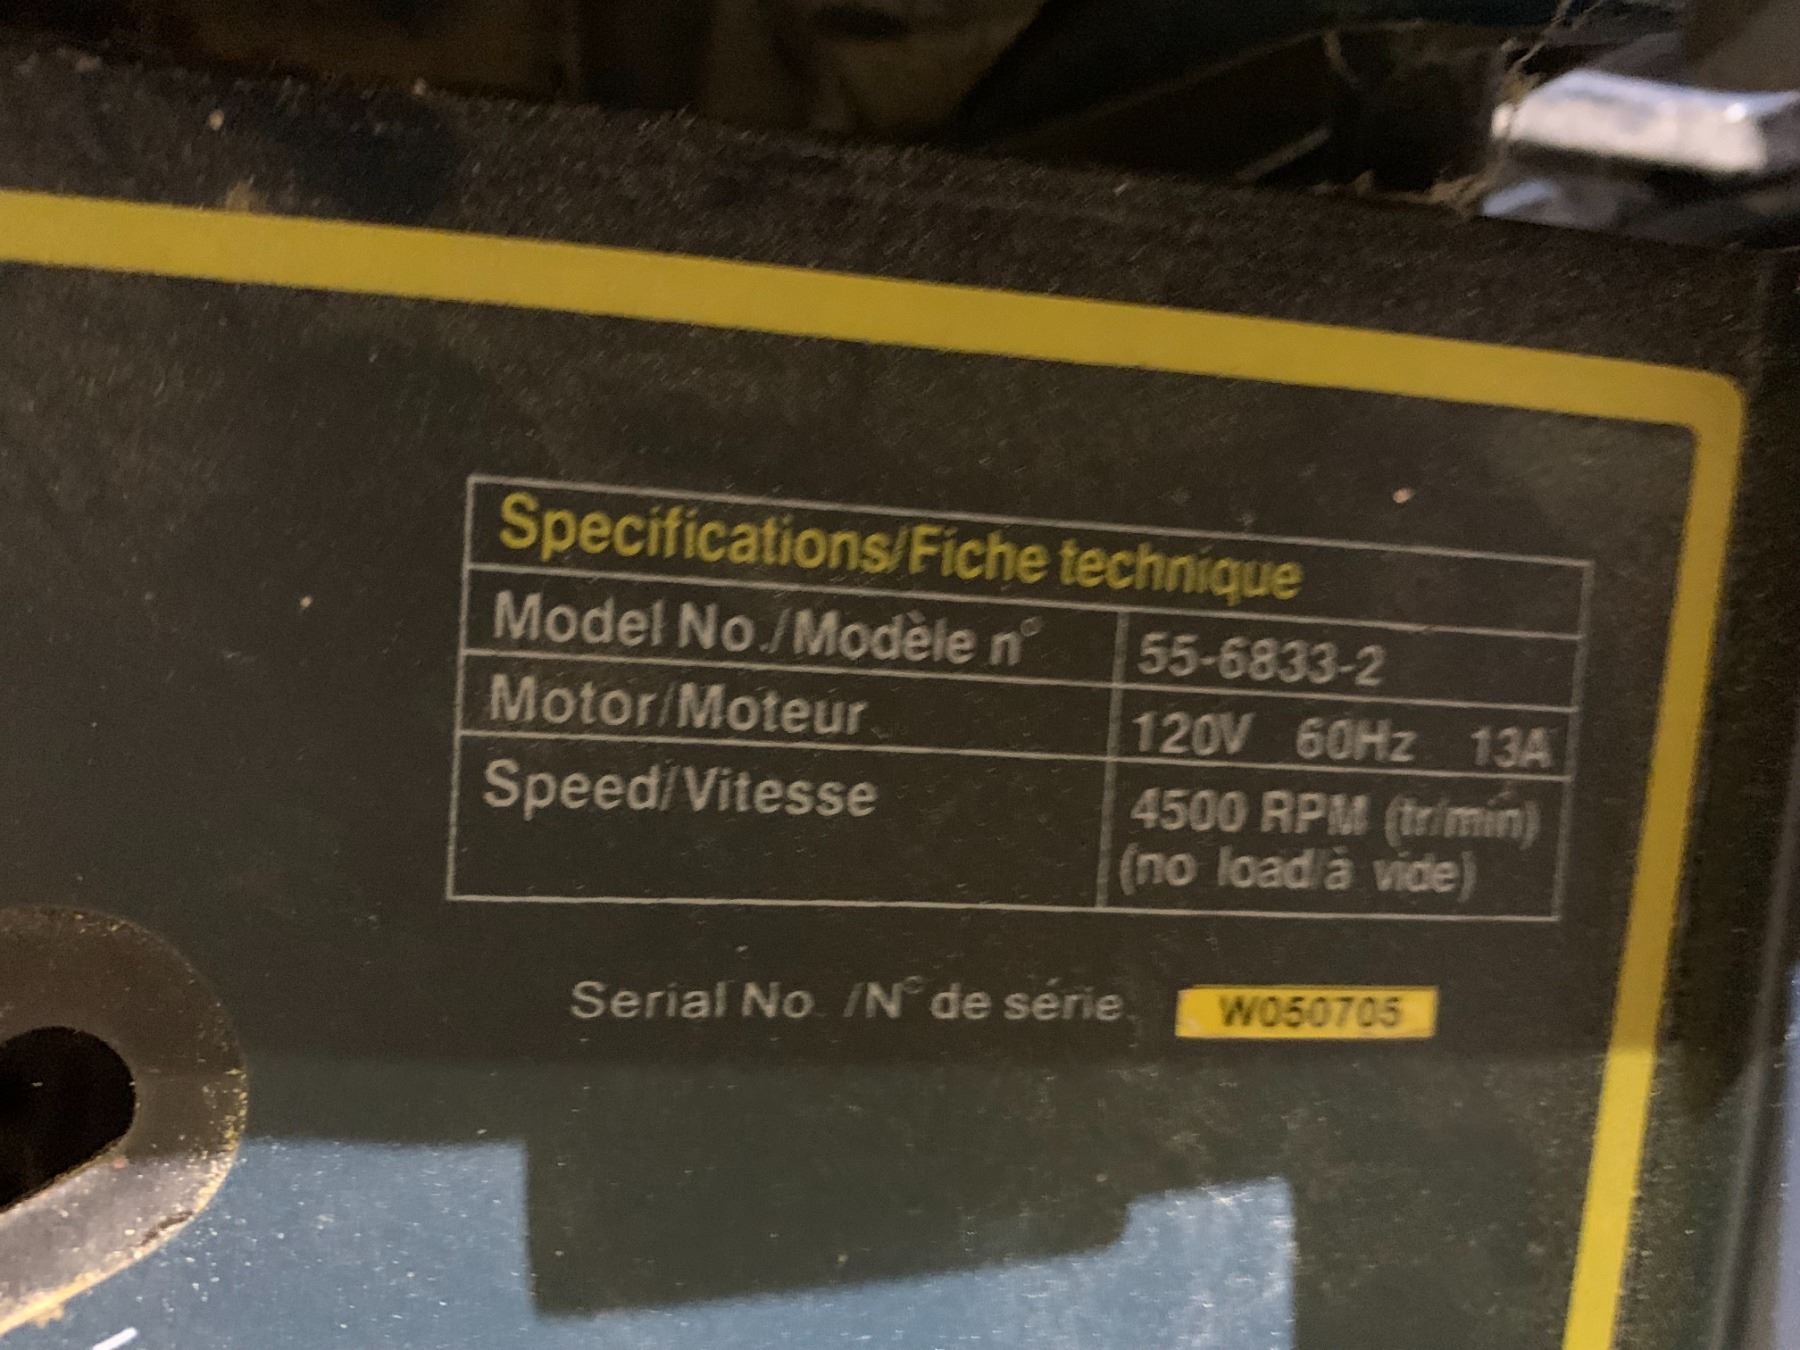 Specifications/Fiche technique
Model No./Modèle n° 55-6833-2
Motor/Moteur 120V 60Hz 13A
Speed/Vitesse 4500 RPM (tr/min)
(no load/à vide)
Serial No. /N° de série. W050705